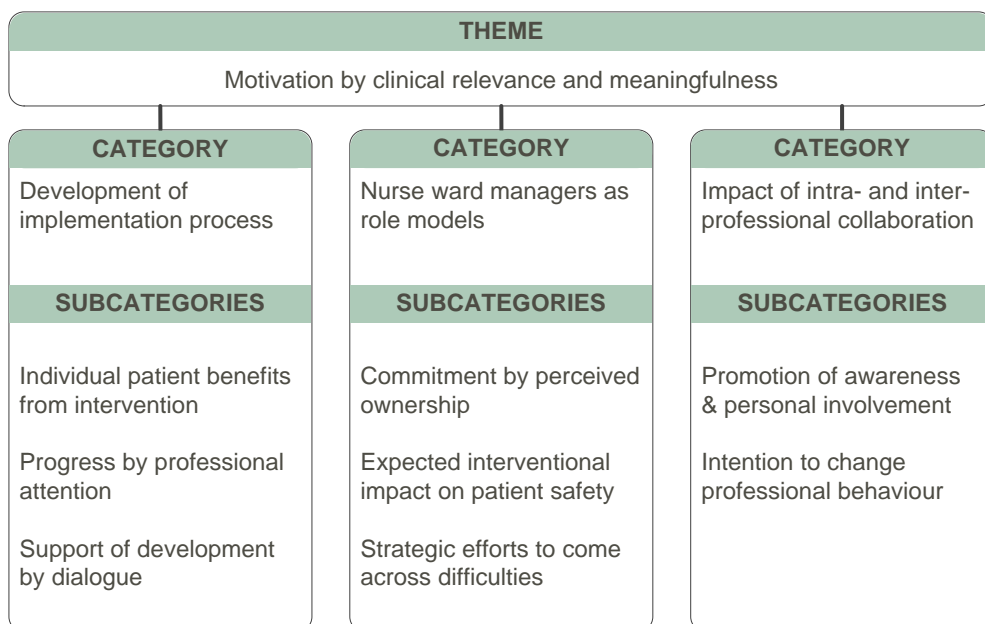 THEME
Motivation by clinical relevance and meaningfulness
CATEGORY
Development of
implementation process
SUBCATEGORIES
Individual patient benefits
from intervention
Progress by professional
attention
Support of development
by dialogue
CATEGORY
Nurse ward managers as
role models
SUBCATEGORIES
Commitment by perceived
ownership
Expected interventional
impact on patient safety
Strategic efforts to come
across difficulties
CATEGORY
Impact of intra- and inter-
professional collaboration
SUBCATEGORIES
Promotion of awareness
& personal involvement
Intention to change
professional behaviour